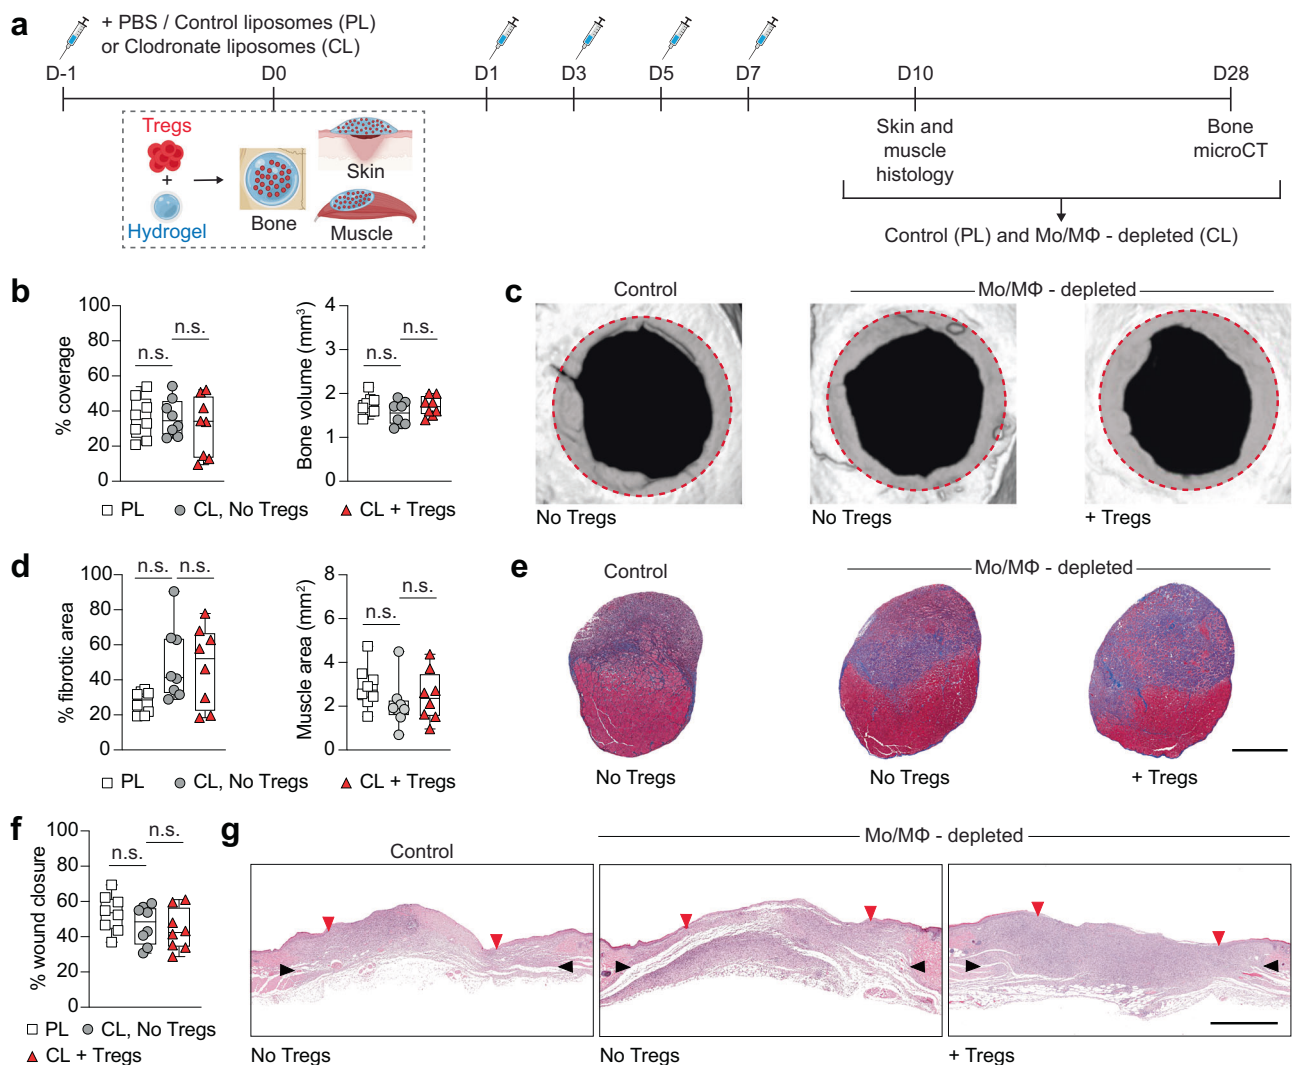 a
+ PBS / Control liposomes (PL)
or Clodronate liposomes (CL)
D-1
D0
D1
D3
D5
D7
D10
D28
Tregs
+
Hydrogel
Bone
Skin
Muscle
Skin and
muscle
histology
Bone
microCT
Control (PL) and Mo/MΦ - depleted (CL)
b
% coverage
100
80
60
40
20
0
n.s.
n.s.
Bone volume (mm³)
4
3
2
1
0
n.s.
n.s.
PL
CL, No Tregs
CL + Tregs
c
Control
Mo/MΦ - depleted
No Tregs
No Tregs
+ Tregs
d
% fibrotic area
100
80
60
40
20
0
n.s.
n.s.
Muscle area (mm²)
8
6
4
2
0
n.s.
n.s.
PL
CL, No Tregs
CL + Tregs
e
Control
Mo/MΦ - depleted
No Tregs
No Tregs
+ Tregs
f
% wound closure
100
80
60
40
20
0
n.s.
n.s.
PL
CL, No Tregs
CL + Tregs
g
Control
Mo/MΦ - depleted
No Tregs
No Tregs
+ Tregs